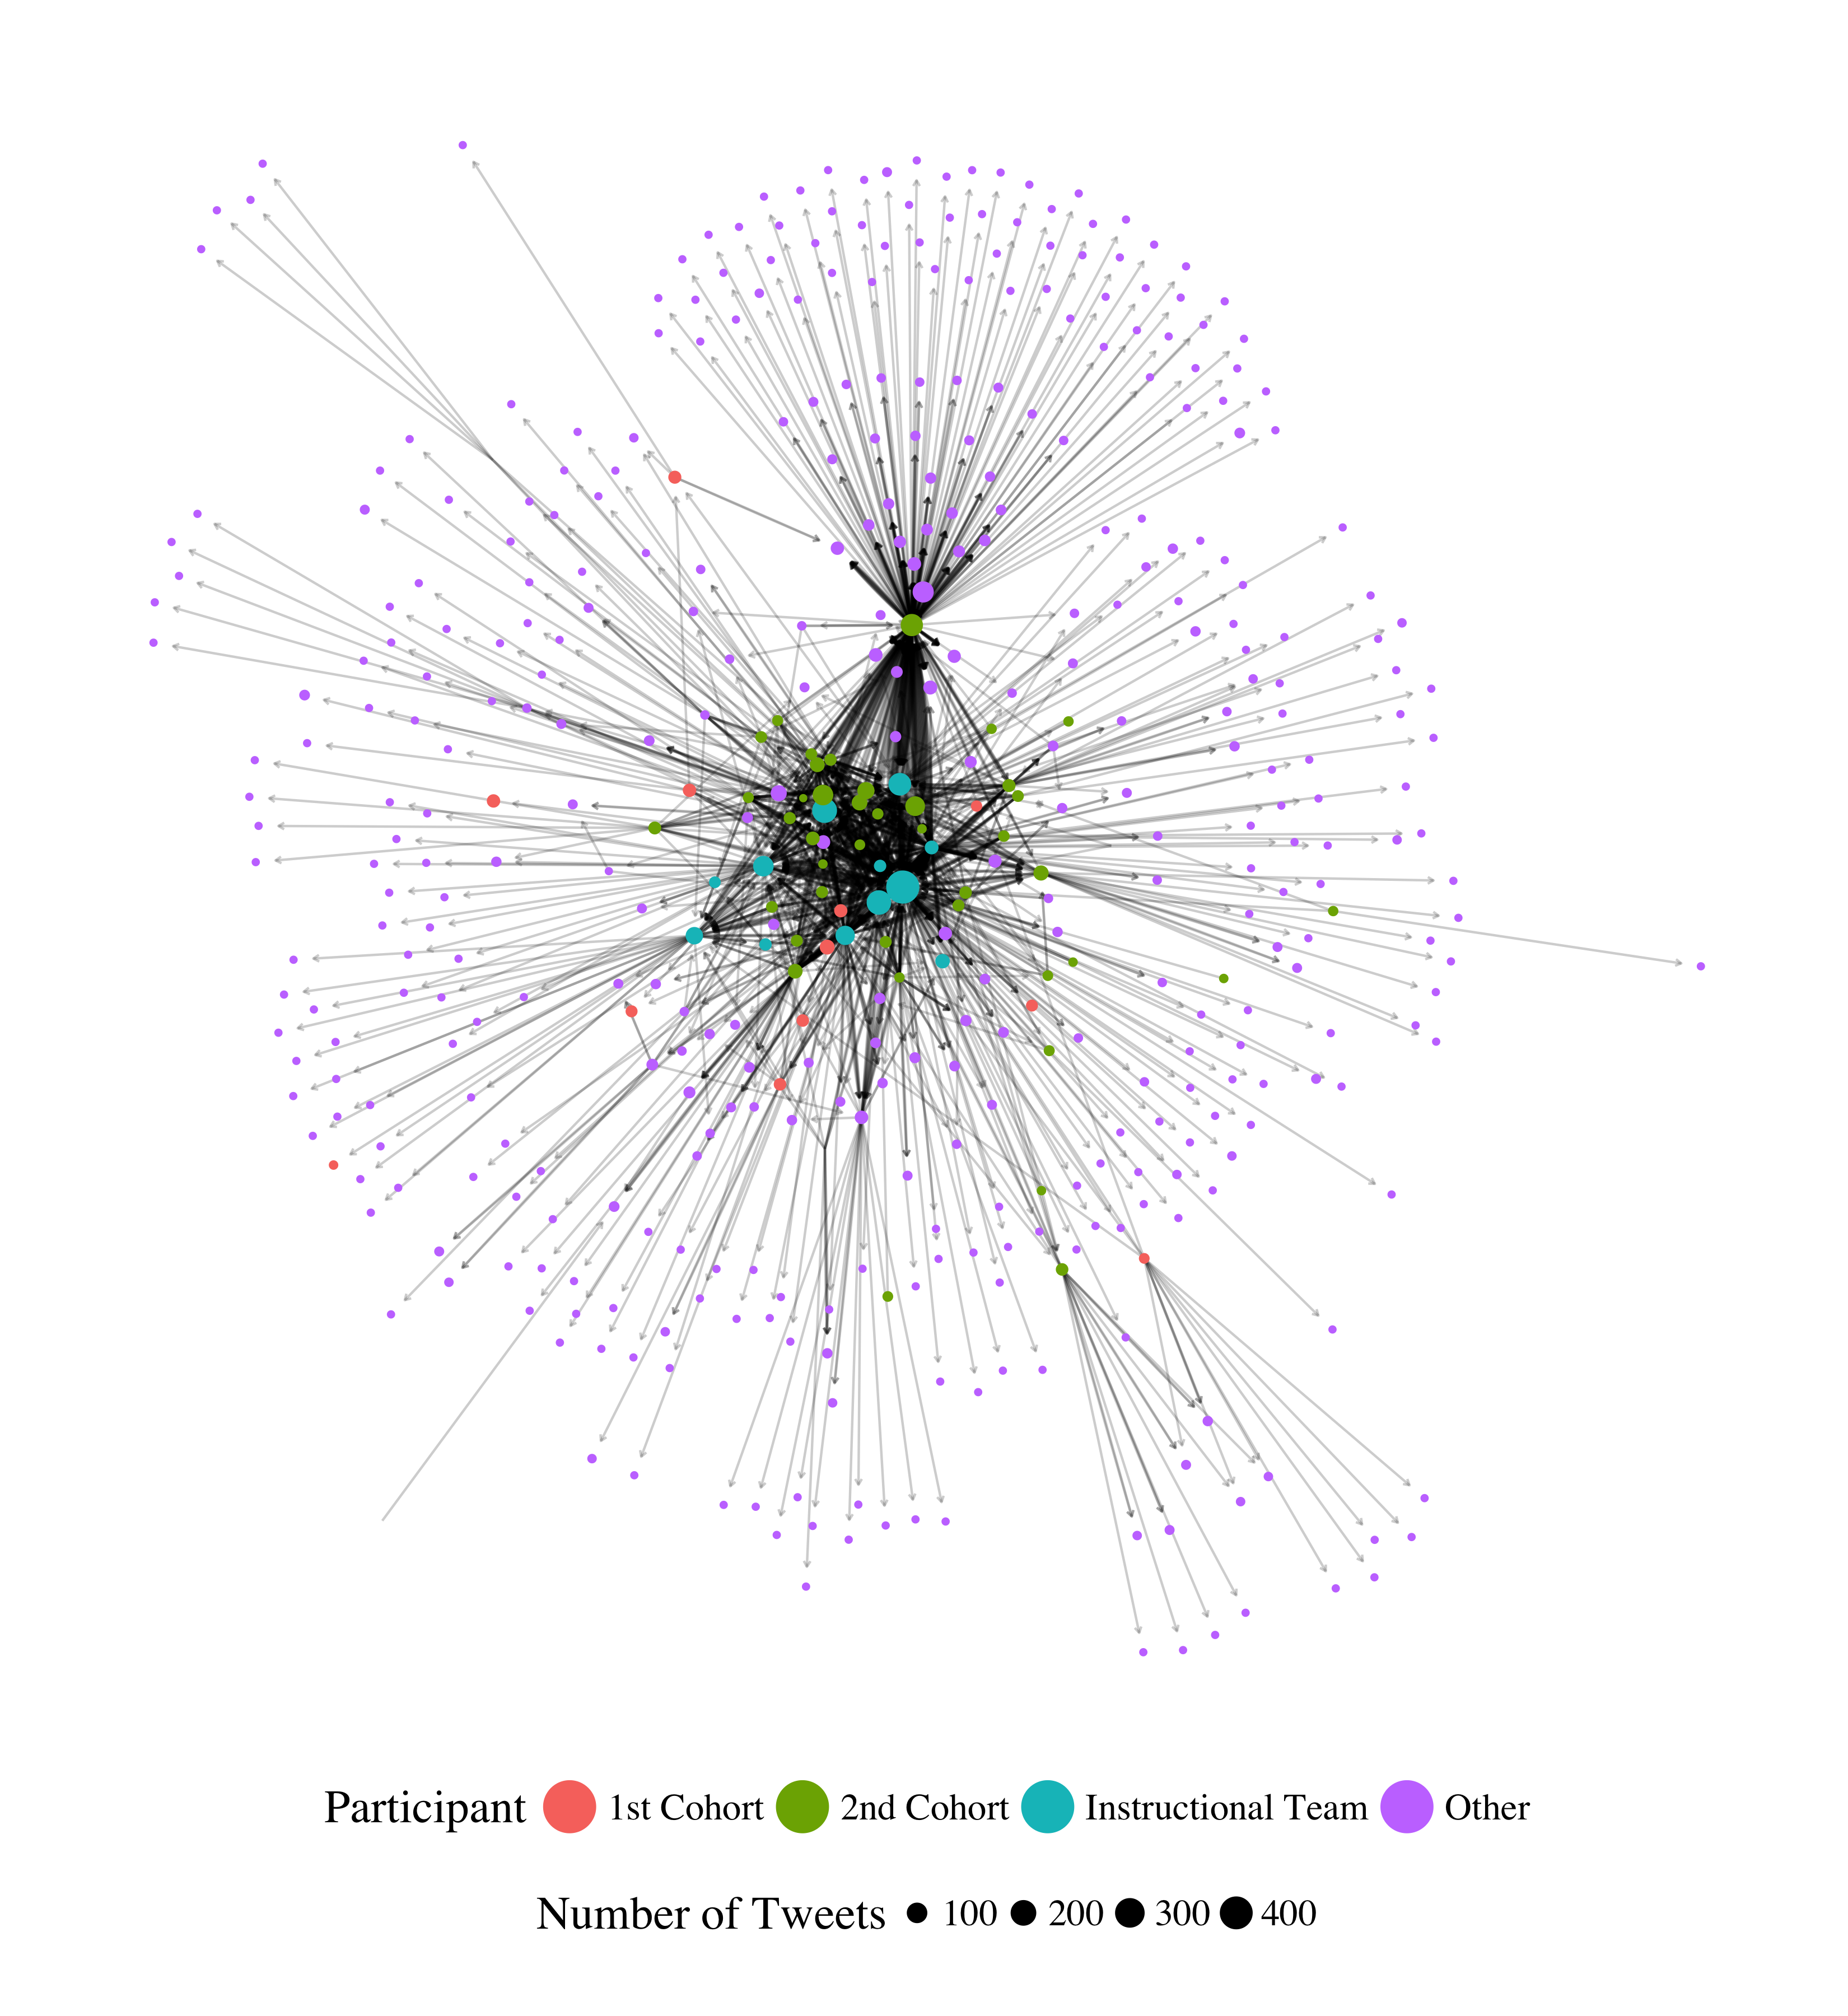 Participant 1st Cohort 2nd Cohort Instructional Team Other
Number of Tweets 100 200 300 400